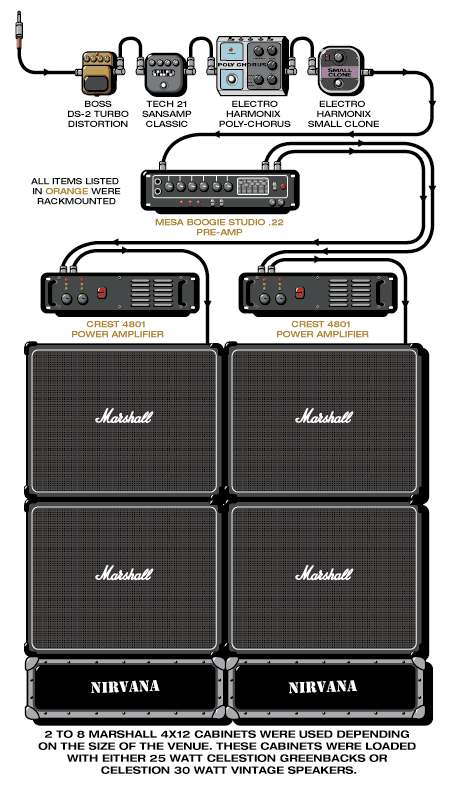 POLY CHORUS
SMALL
CLONE
BOSS
DS-2 TURBO
DISTORTION
TECH 21
SANSAMP
CLASSIC
ELECTRO
HARMONIX
POLY-CHORUS
ELECTRO
HARMONIX
SMALL CLONE
ALL ITEMS LISTED
IN ORANGE WERE
RACKMOUNTED
MESA BOOGIE STUDIO .22
PRE-AMP
CREST 4801
POWER AMPLIFIER
CREST 4801
POWER AMPLIFIER
Marshall
Marshall
Marshall
Marshall
NIRVANA
NIRVANA
2 TO 8 MARSHALL 4X12 CABINETS WERE USED DEPENDING
ON THE SIZE OF THE VENUE. THESE CABINETS WERE LOADED
WITH EITHER 25 WATT CELESTION GREENBACKS OR
CELESTION 30 WATT VINTAGE SPEAKERS.